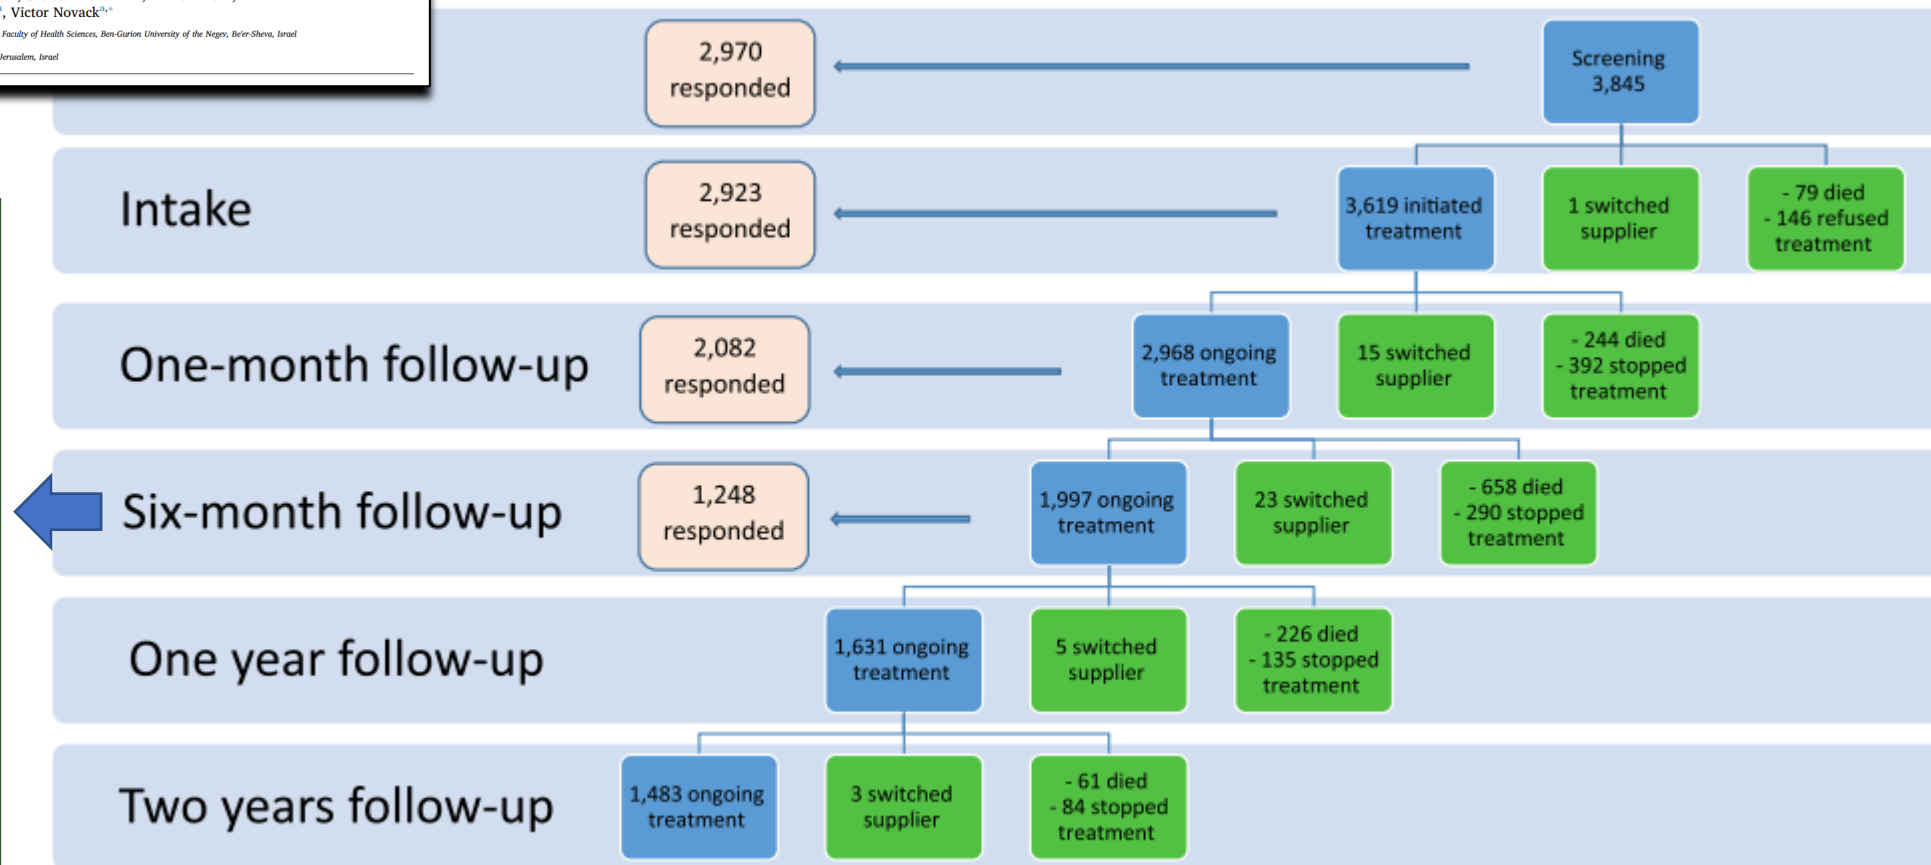 , Victor Novack
Faculty of Health Sciences, Ben-Gurion University of the Negev, Be'er-Sheva, Israel
Jerusalem, Israel
2,970
responded
Screening
3,845
Intake
2,923
responded
3,619 initiated
treatment
1 switched
supplier
- 79 died
- 146 refused
treatment
One-month follow-up
2,082
responded
2,968 ongoing
treatment
15 switched
supplier
- 244 died
- 392 stopped
treatment
Six-month follow-up
1,248
responded
1,997 ongoing
treatment
23 switched
supplier
- 658 died
- 290 stopped
treatment
One year follow-up
1,631 ongoing
treatment
5 switched
supplier
- 226 died
- 135 stopped
treatment
Two years follow-up
1,483 ongoing
treatment
3 switched
supplier
- 61 died
- 84 stopped
treatment